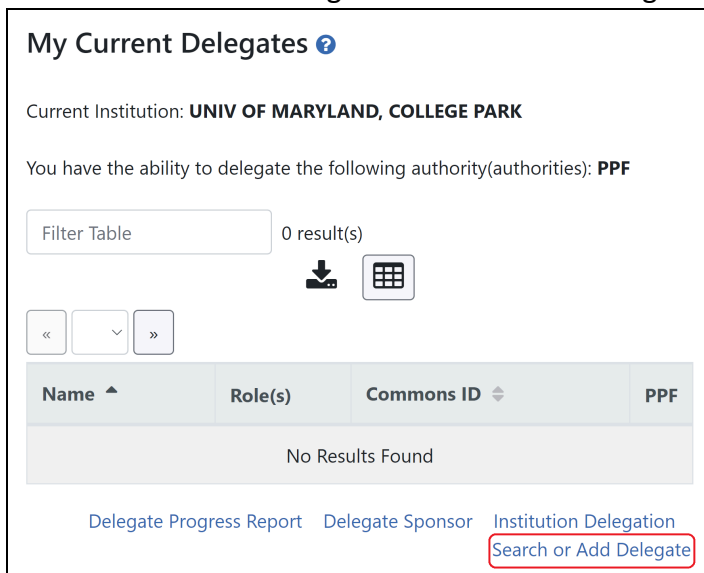 My Current Delegates ?
Current Institution: UNIV OF MARYLAND, COLLEGE PARK
You have the ability to delegate the following authority(authorities): PPF
Filter Table 0 result(s)
« »
Name Role(s) Commons ID PPF
No Results Found
Delegate Progress Report Delegate Sponsor Institution Delegation
Search or Add Delegate